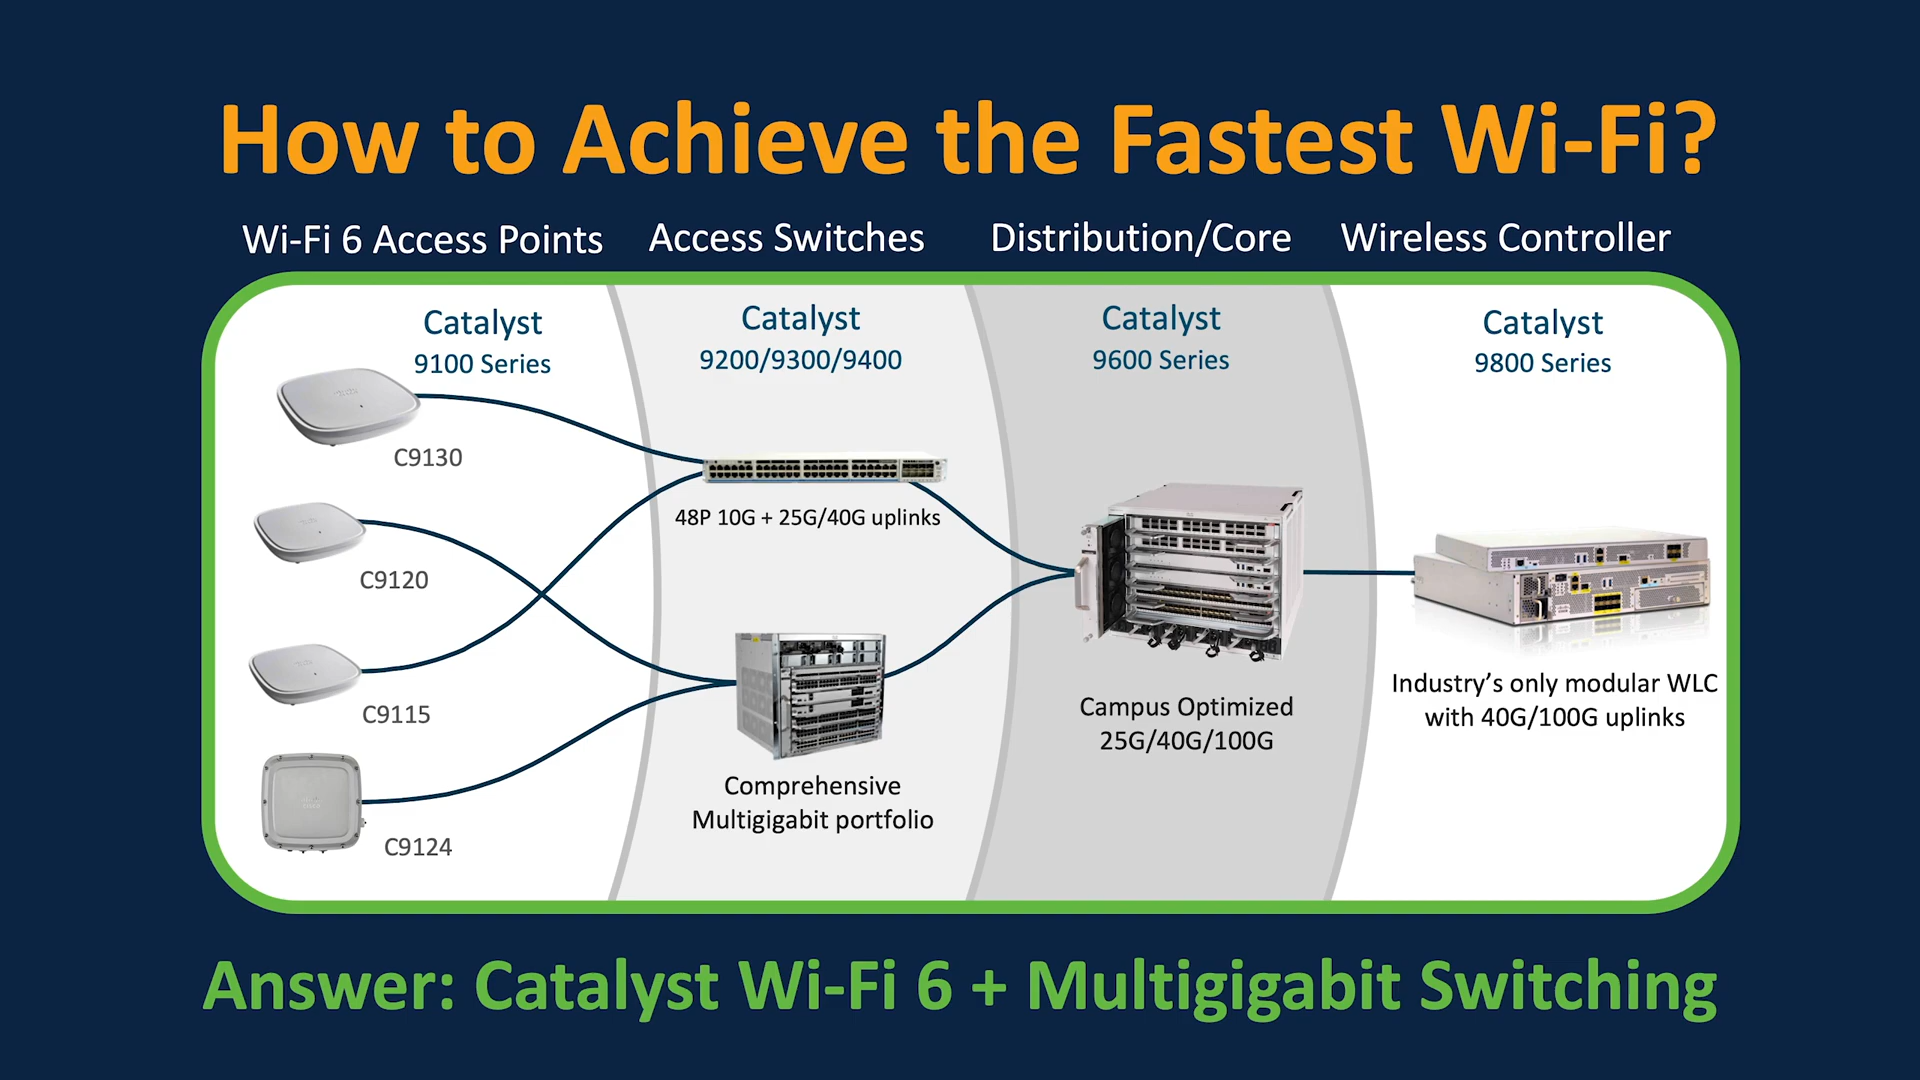 How to Achieve the Fastest Wi-Fi?
Wi-Fi 6 Access Points
Access Switches
Distribution/Core
Wireless Controller
Catalyst
9100 Series
C9130
C9120
C9115
C9124
Catalyst
9200/9300/9400
48P 10G + 25G/40G uplinks
Comprehensive
Multigigabit portfolio
Catalyst
9600 Series
Campus Optimized
25G/40G/100G
Catalyst
9800 Series
Industry’s only modular WLC
with 40G/100G uplinks
Answer: Catalyst Wi-Fi 6 + Multigigabit Switching